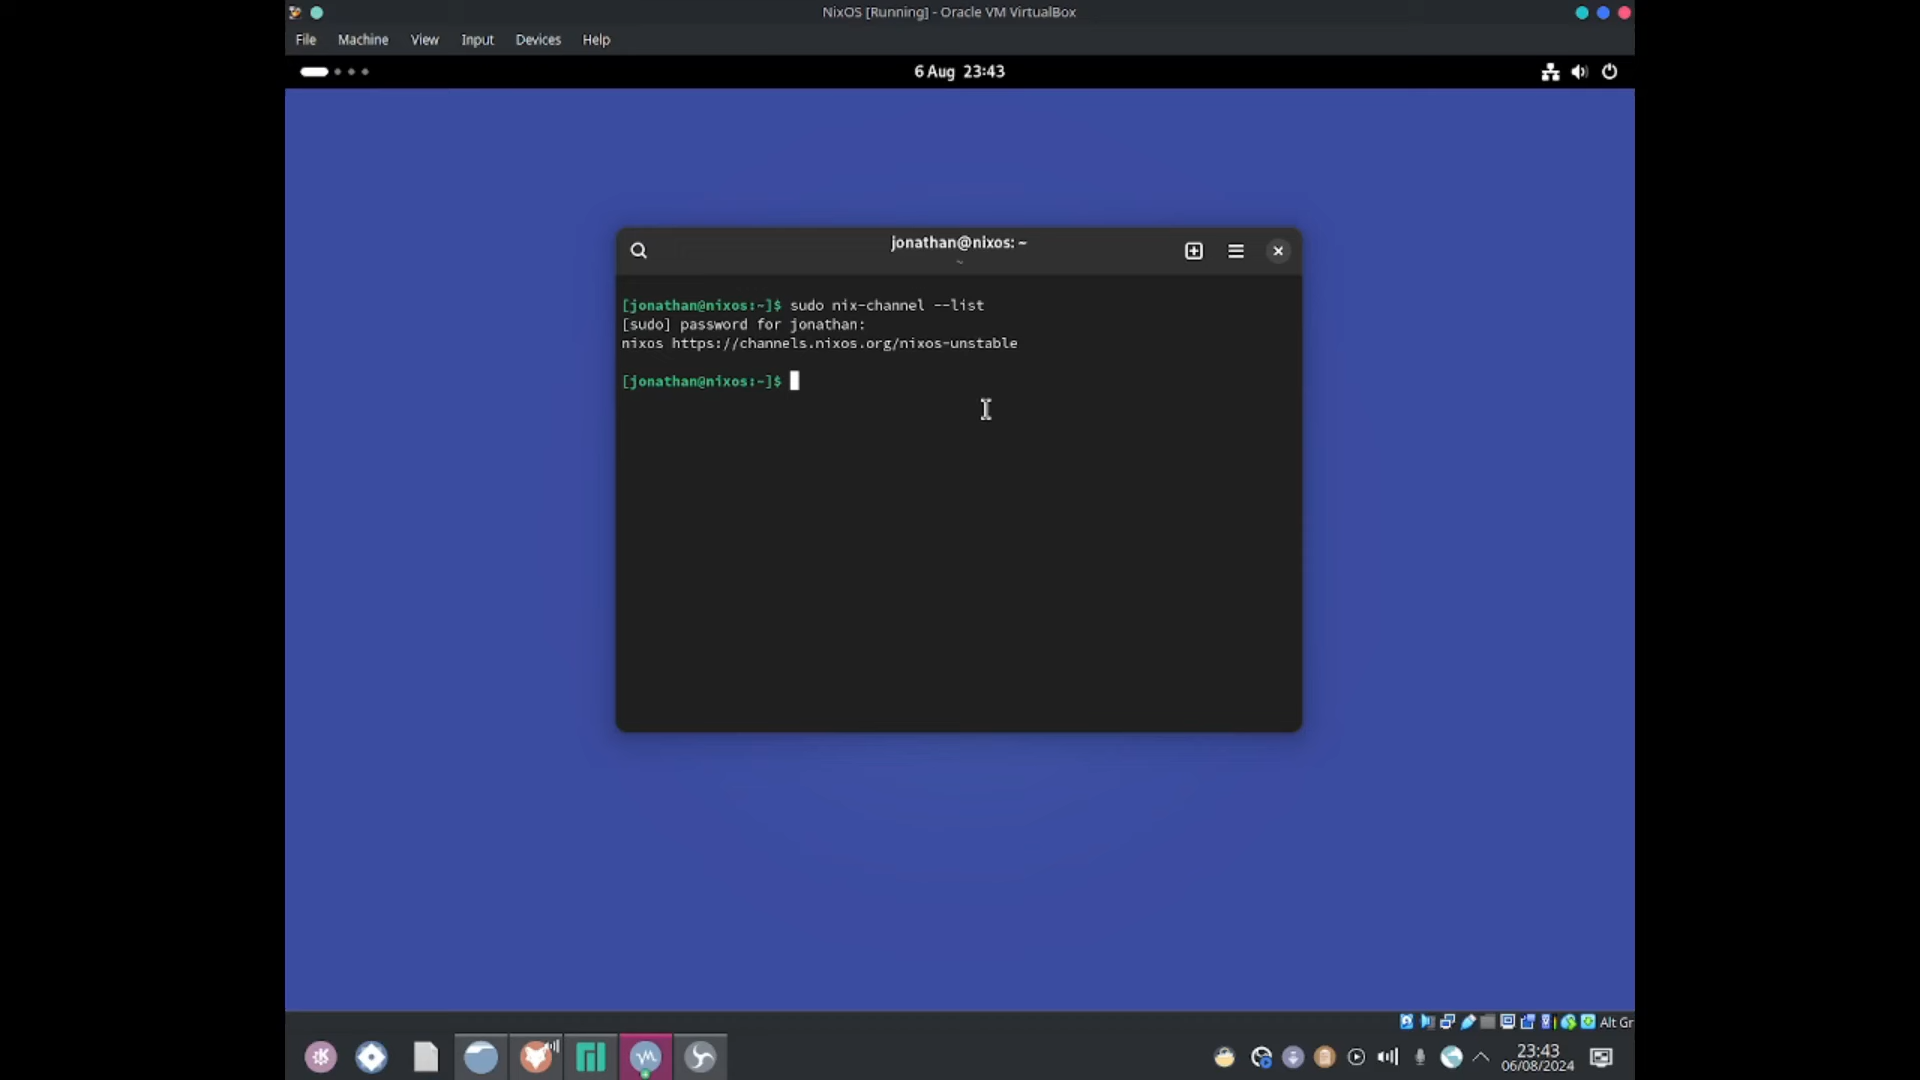 NixOS [Running] - Oracle VM VirtualBox
File Machine View Input Devices Help
6 Aug 23:43
jonathan@nixos: ~
~
[jonathan@nixos:~]$ sudo nix-channel --list
[sudo] password for jonathan:
nixos https://channels.nixos.org/nixos-unstable
[jonathan@nixos:~]$
Alt Gr
23:43
06/08/2024